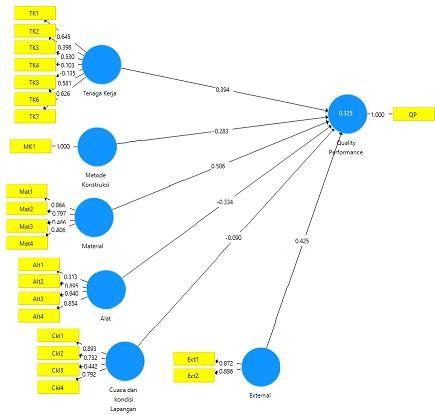 TK1
TK2
TK3
TK4
TK5
TK6
TK7
0.645
0.398
0.530
0.103
-0.135
0.581
0.626
Tenaga Kerja
0.394
0.325
1.000
QP
Quality
Performance
MK1
1.000
Metode
Konstruksi
-0.283
Mat1
Mat2
Mat3
Mat4
0.864
0.797
0.806
Material
0.506
Alt1
Alt2
Alt3
Alt4
0.313
0.895
0.940
0.854
Alat
-0.334
Ckl1
Ckl2
Ckl3
Ckl4
0.893
0.732
0.442
0.792
Cuaca dan
kondisi
Lapangan
-0.090
Ext1
Ext2
0.872
0.886
External
0.425